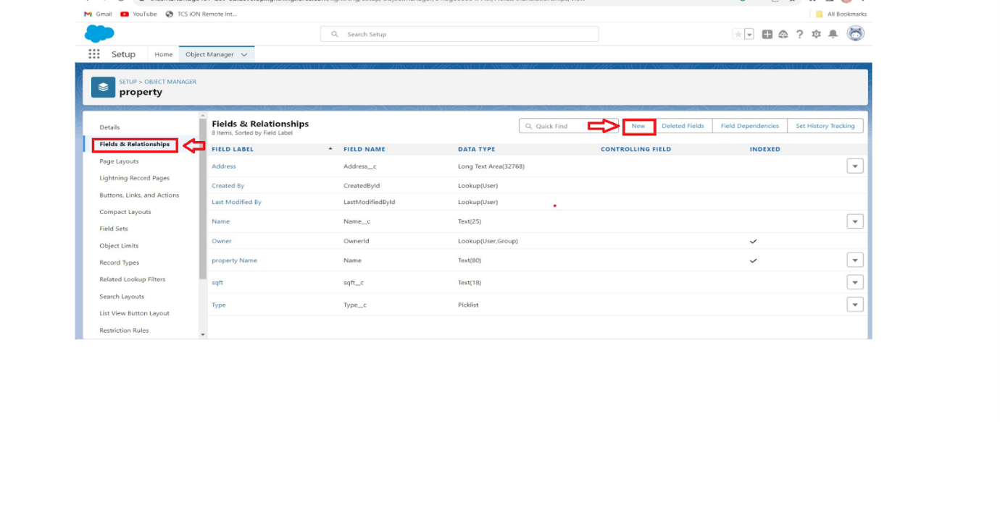 Gmail YouTube TCS iON Remote Int... All Bookmarks
Search Setup
Setup Home Object Manager
SETUP > OBJECT MANAGER
property
Details
Fields & Relationships
Page Layouts
Lightning Record Pages
Buttons, Links, and Actions
Compact Layouts
Field Sets
Object Limits
Record Types
Related Lookup Filters
Search Layouts
List View Button Layout
Restriction Rules
Fields & Relationships
8 Items, Sorted by Field Label
Quick Find New Deleted Fields Field Dependencies Set History Tracking
FIELD LABEL FIELD NAME DATA TYPE CONTROLLING FIELD INDEXED
Address Address__c Long Text Area(32768)
Created By CreatedById Lookup(User)
Last Modified By LastModifiedById Lookup(User)
Name Name__c Text(25)
Owner OwnerId Lookup(User,Group)
property Name Name Text(80)
sqft sqft__c Text(18)
Type Type__c Picklist